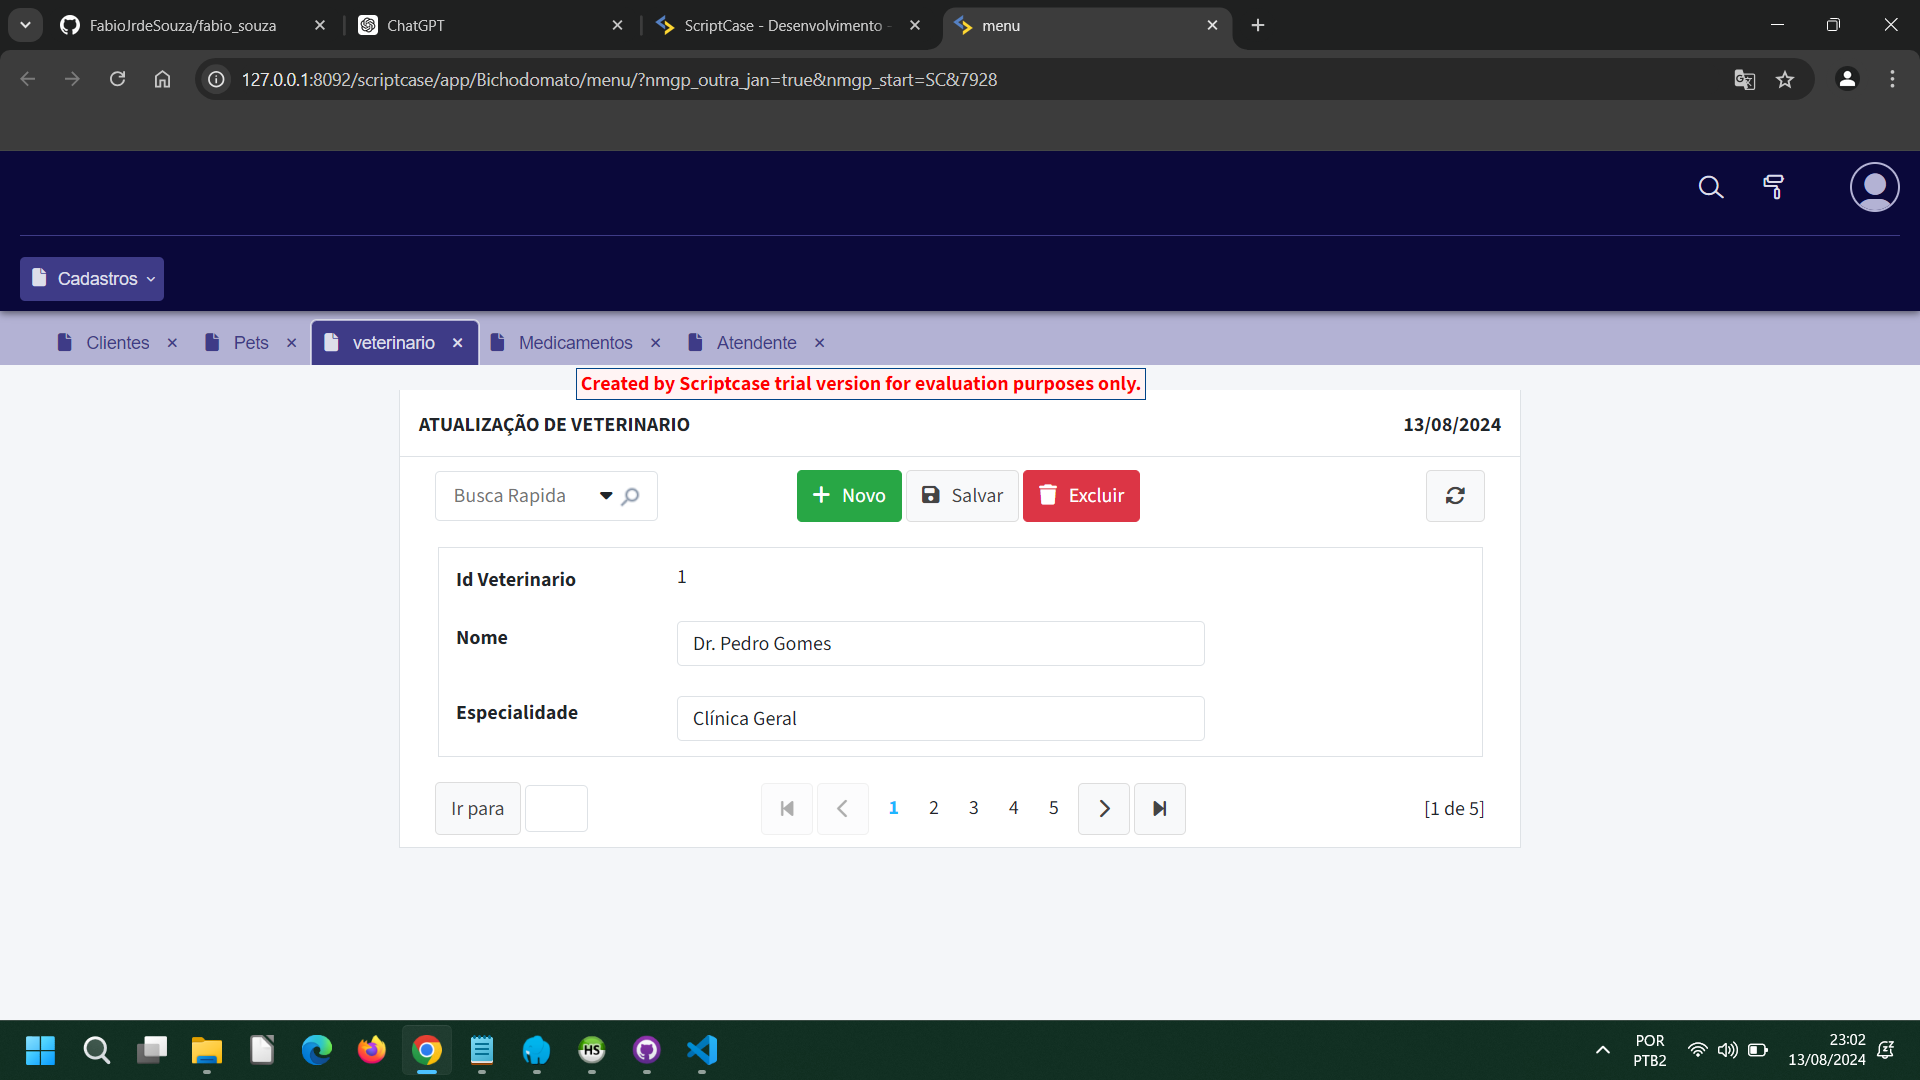 FabioJrdeSouza/fabio_souza
ChatGPT
ScriptCase - Desenvolvimento -
menu
127.0.0.1:8092/scriptcase/app/Bichodomato/menu/?nmgp_outra_jan=true&nmgp_start=SC&7928
Cadastros
Clientes
Pets
veterinario
Medicamentos
Atendente
Created by Scriptcase trial version for evaluation purposes only.
ATUALIZAÇÃO DE VETERINARIO
13/08/2024
Busca Rapida
Novo
Salvar
Excluir
Id Veterinario
1
Nome
Dr. Pedro Gomes
Especialidade
Clínica Geral
Ir para
1 2 3 4 5
[1 de 5]
HS
POR
PTB2
23:02
13/08/2024